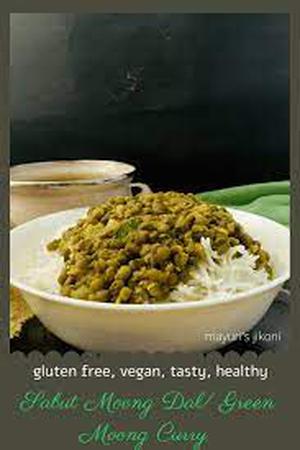 mayuri's jikoni
gluten free, vegan, tasty, healthy
Sabut Moong Dal/ Green
Moong Curry